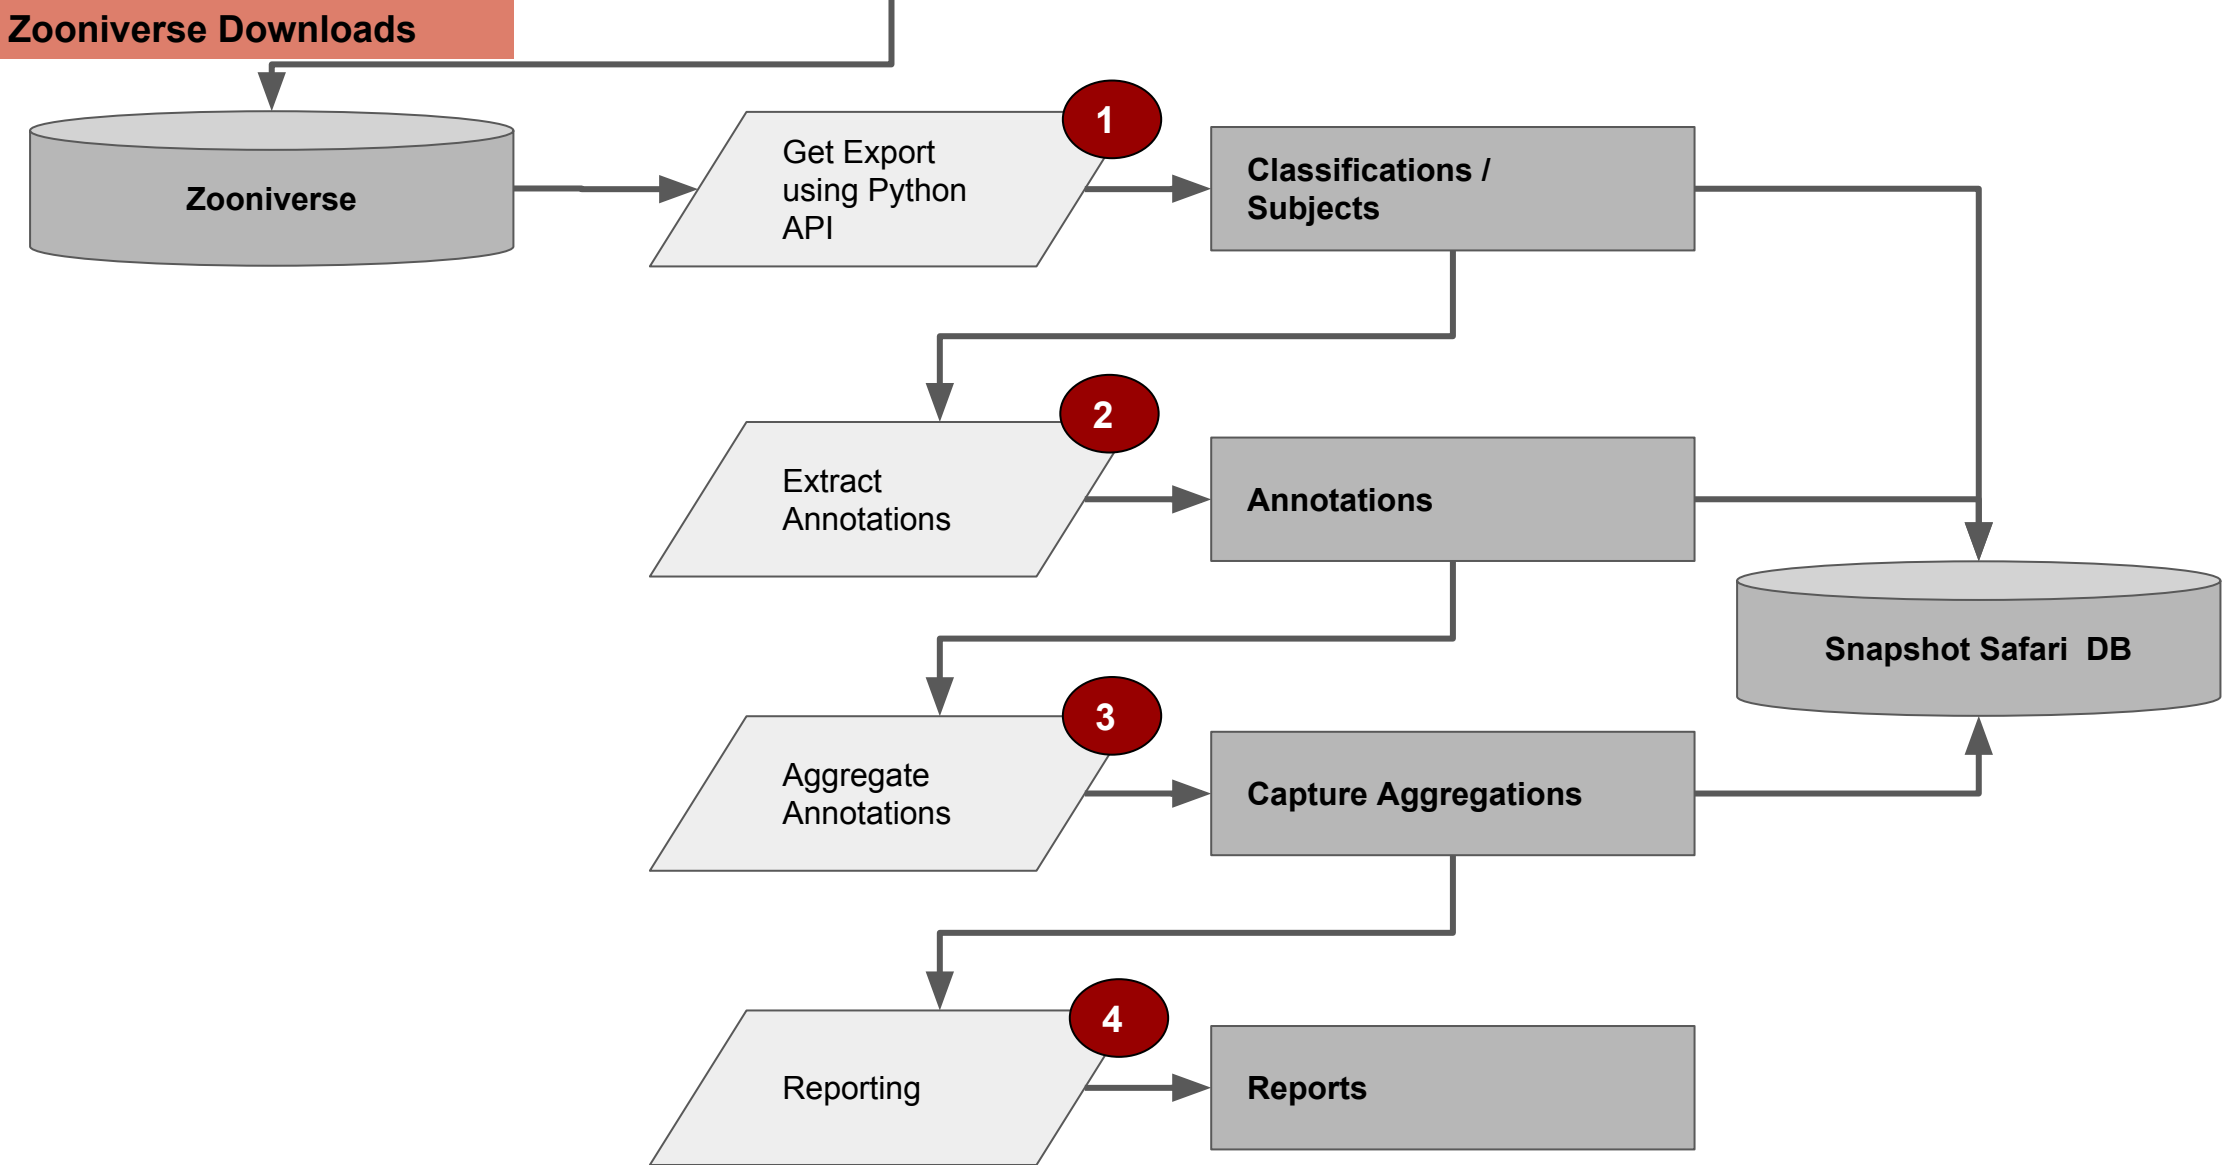 Zooniverse Downloads
Zooniverse
Get Export
using Python
API
1
Classifications /
Subjects
Extract
Annotations
2
Annotations
Snapshot Safari  DB
Aggregate
Annotations
3
Capture Aggregations
Reporting
4
Reports